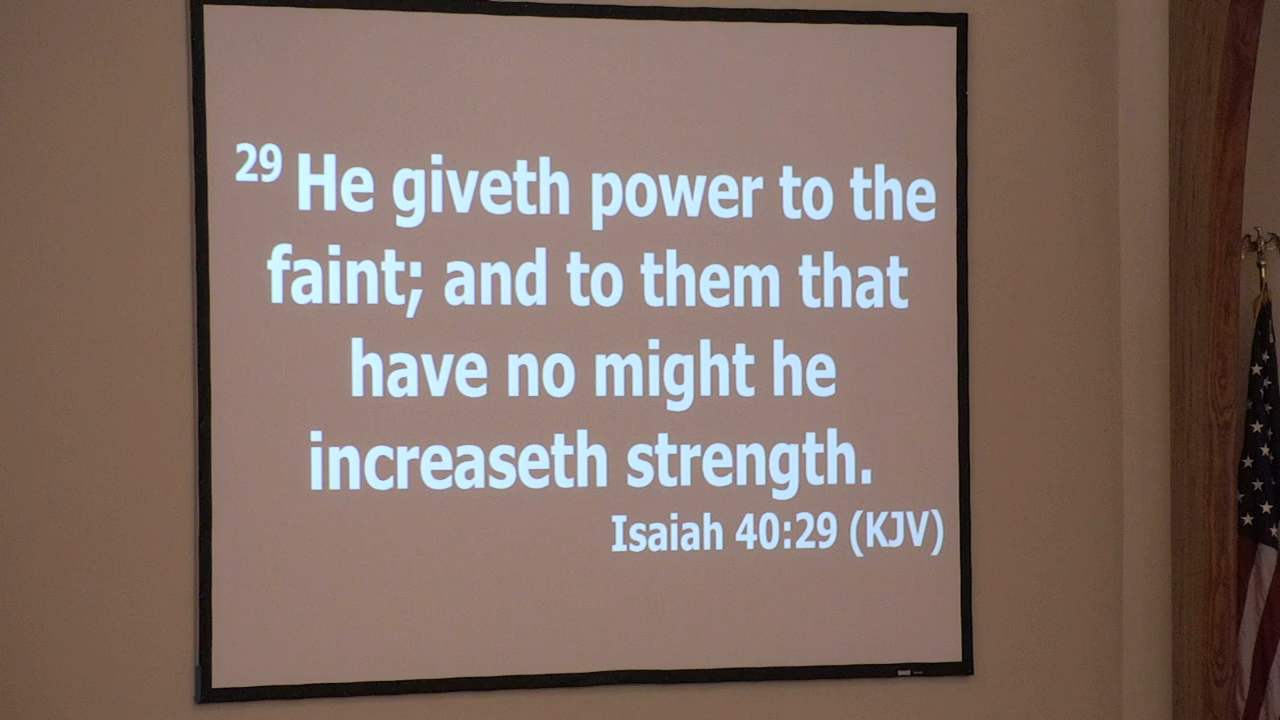 29 He giveth power to the
faint; and to them that
have no might he
increaseth strength.
Isaiah 40:29 (KJV)